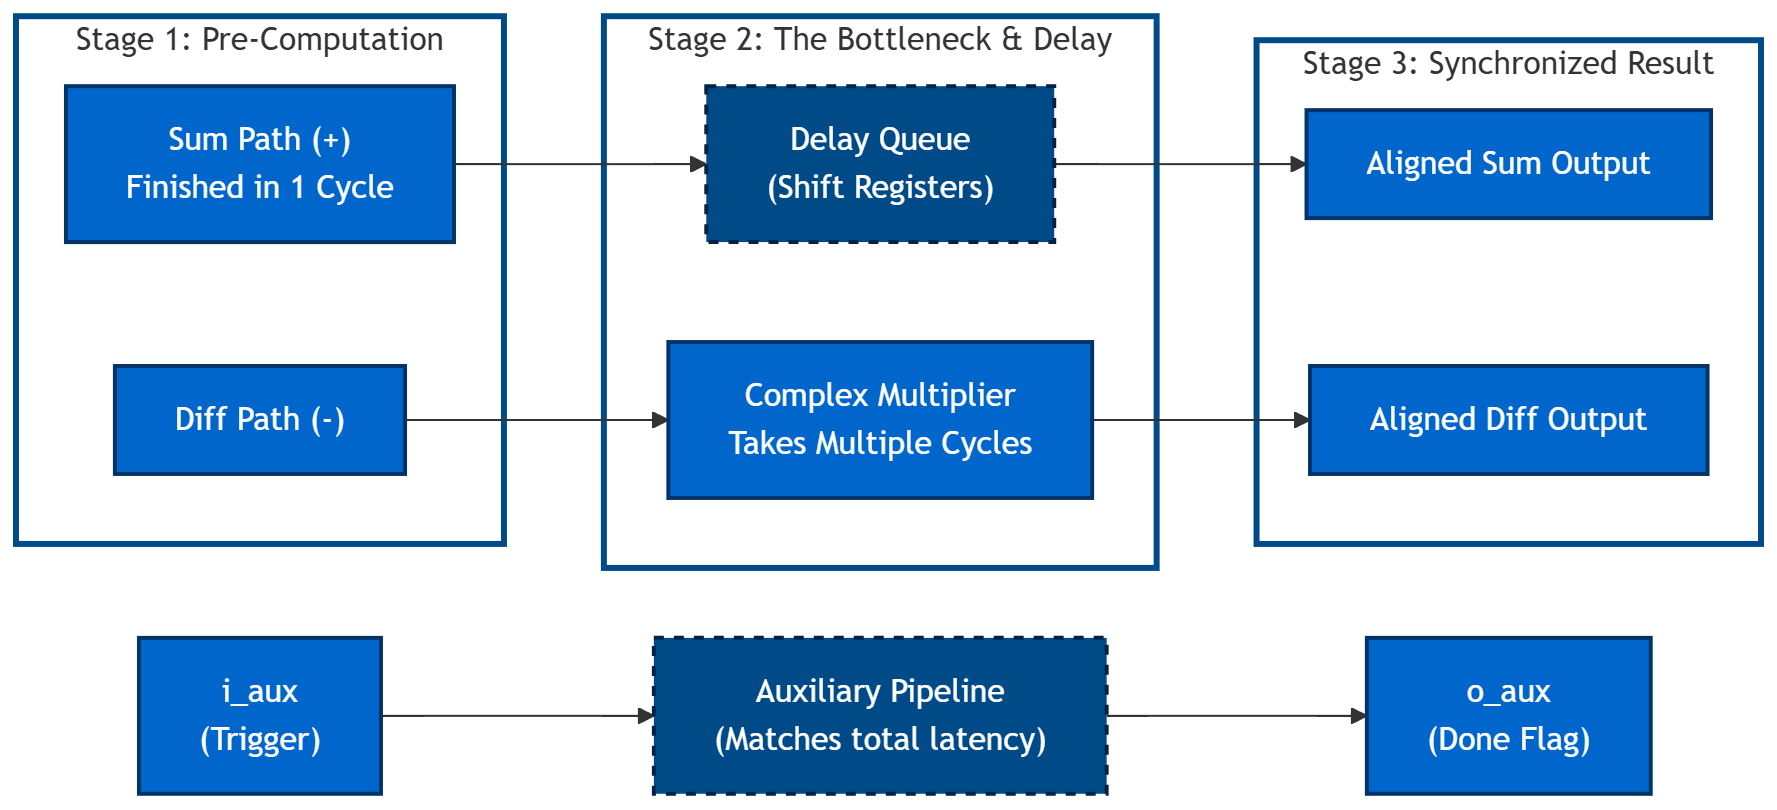 Stage 1: Pre-Computation
Sum Path (+)
Finished in 1 Cycle
Diff Path (-)
Stage 2: The Bottleneck & Delay
Delay Queue
(Shift Registers)
Complex Multiplier
Takes Multiple Cycles
Stage 3: Synchronized Result
Aligned Sum Output
Aligned Diff Output
i_aux
(Trigger)
Auxiliary Pipeline
(Matches total latency)
o_aux
(Done Flag)